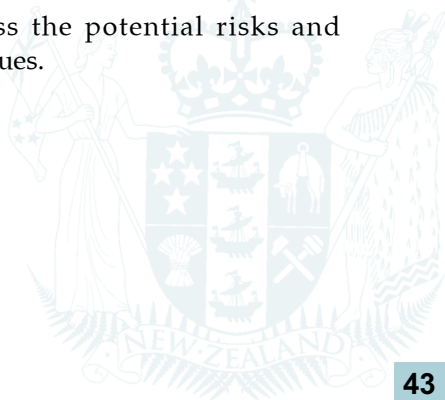 ss the potential risks and
ues.
NEW ZEALAND
43